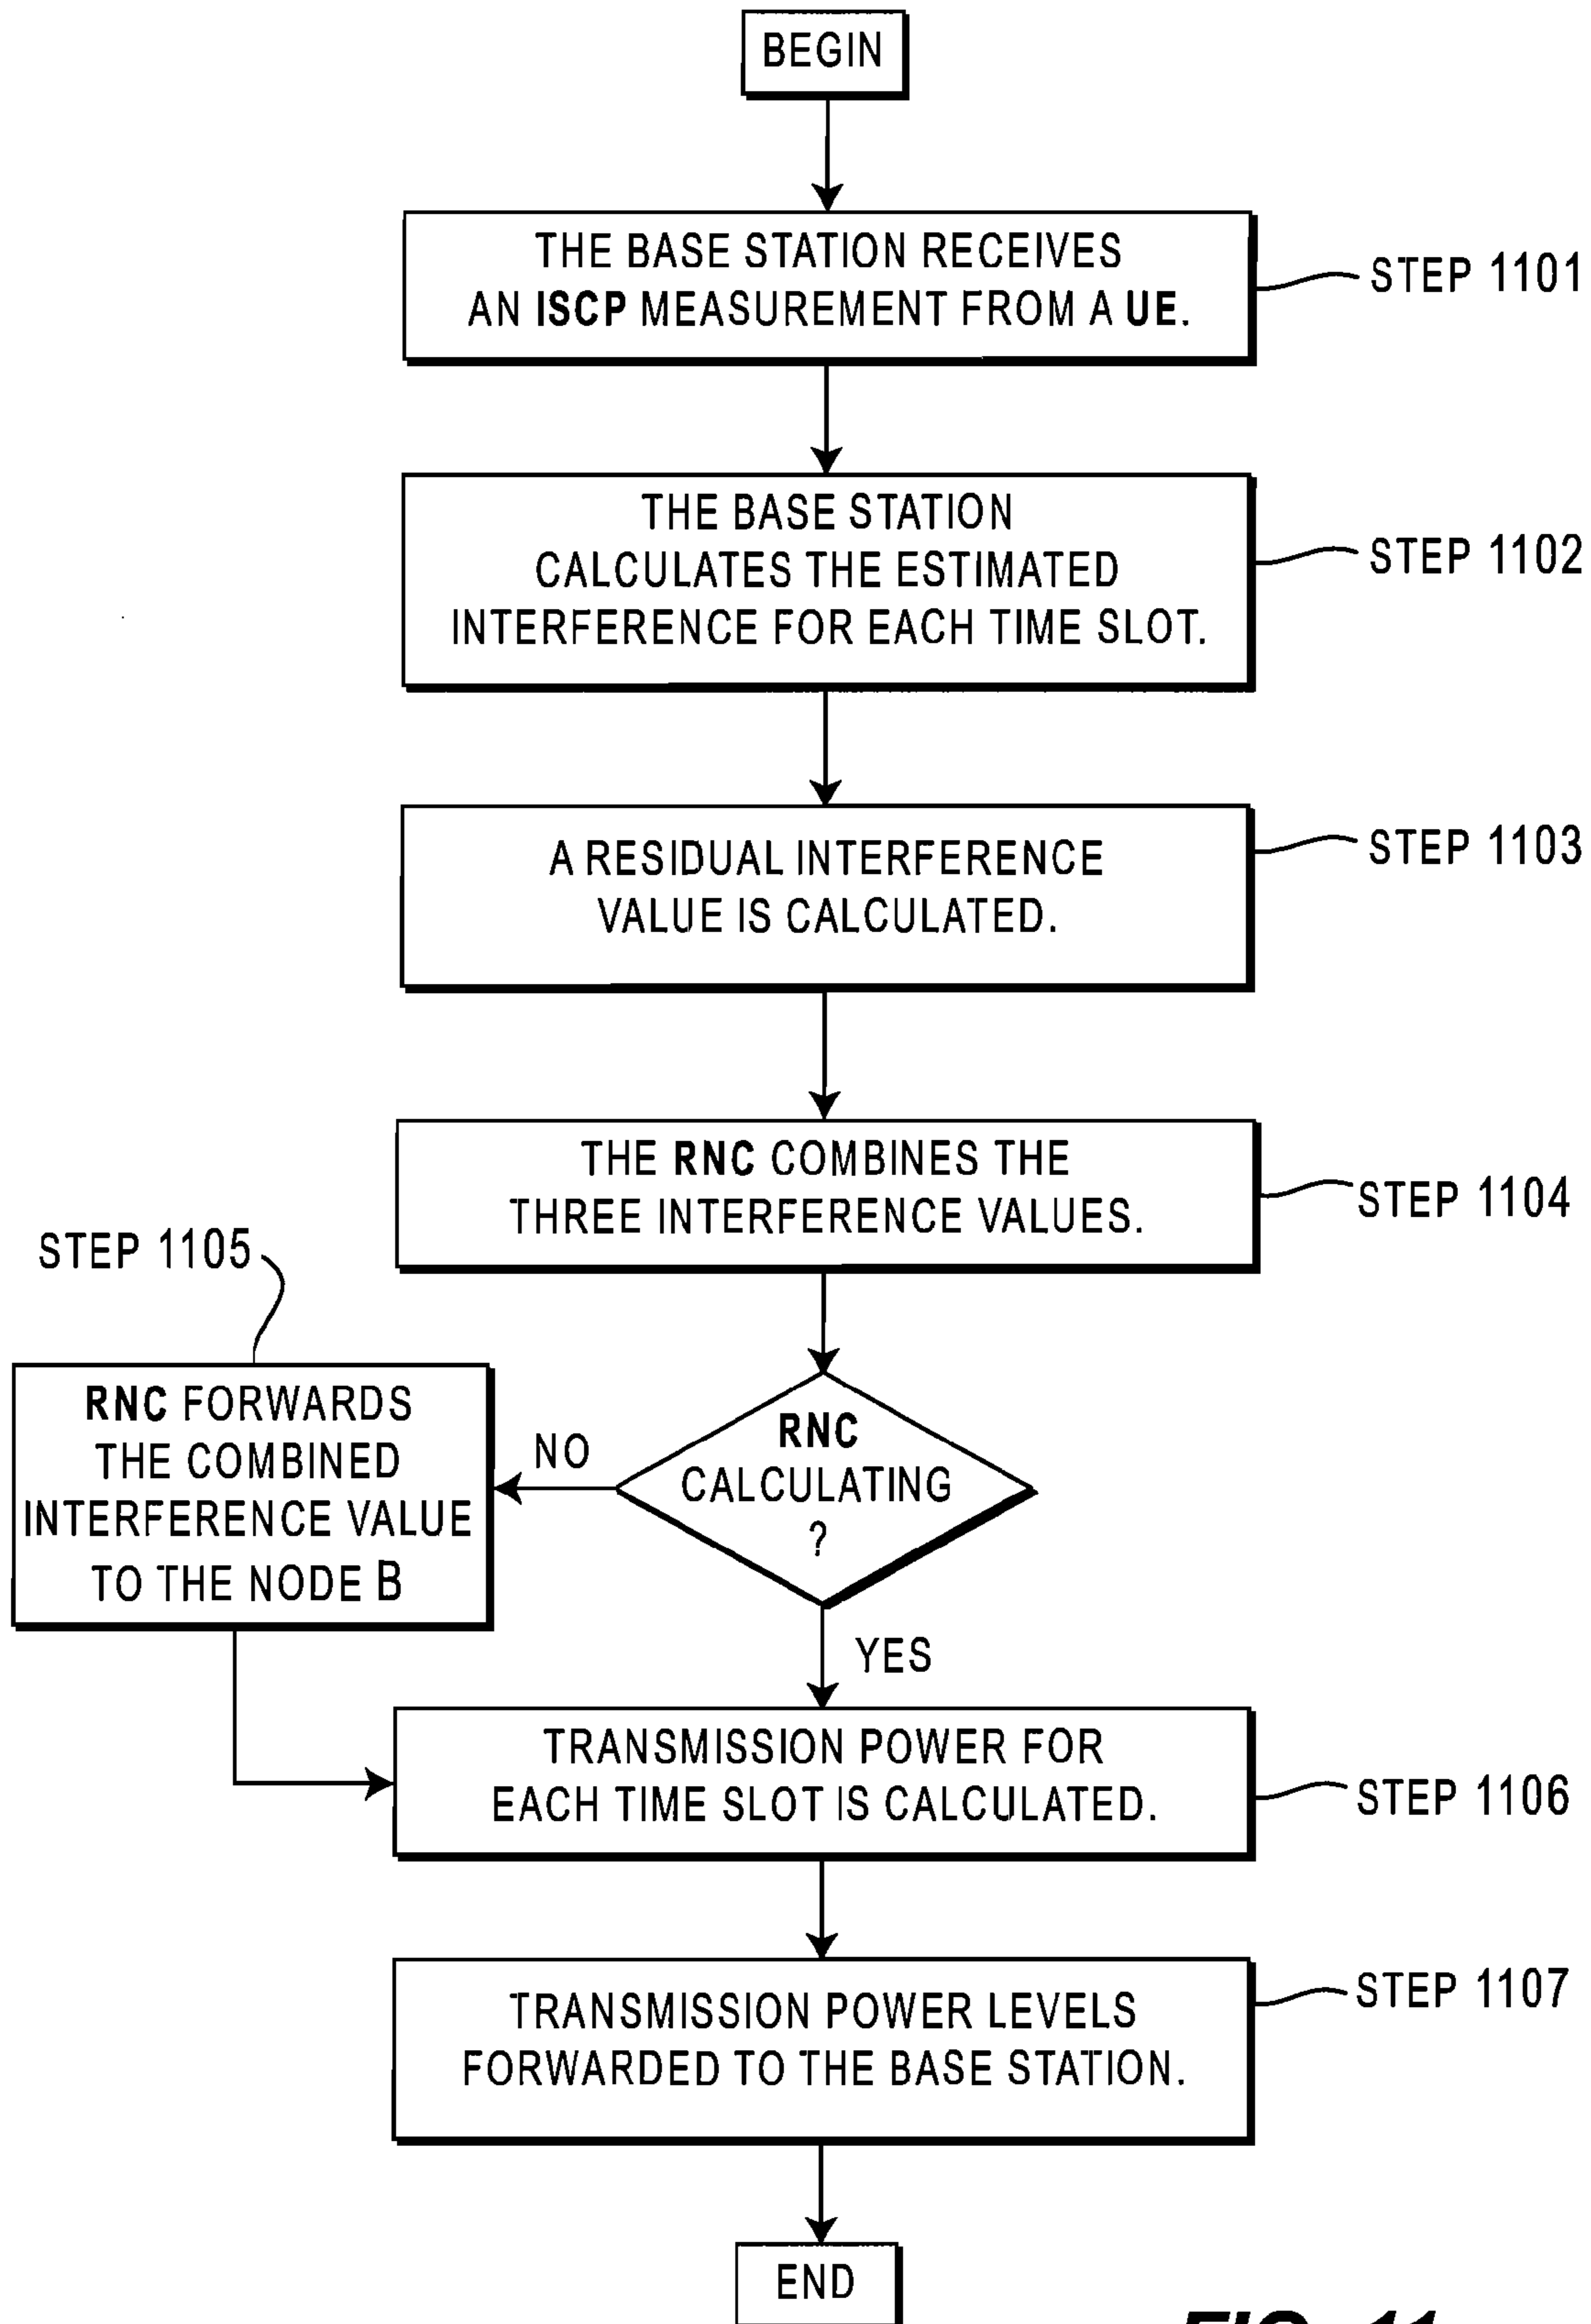 BEGIN
THE BASE STATION RECEIVES
AN ISCP MEASUREMENT FROM A UE.
STEP 1101
THE BASE STATION
CALCULATES THE ESTIMATED
INTERFERENCE FOR EACH TIME SLOT.
STEP 1102
A RESIDUAL INTERFERENCE
VALUE IS CALCULATED.
STEP 1103
THE RNC COMBINES THE
THREE INTERFERENCE VALUES.
STEP 1104
STEP 1105
RNC FORWARDS
THE COMBINED
INTERFERENCE VALUE
TO THE NODE B
NO
RNC
CALCULATING
?
YES
TRANSMISSION POWER FOR
EACH TIME SLOT IS CALCULATED.
STEP 1106
TRANSMISSION POWER LEVELS
FORWARDED TO THE BASE STATION.
STEP 1107
END